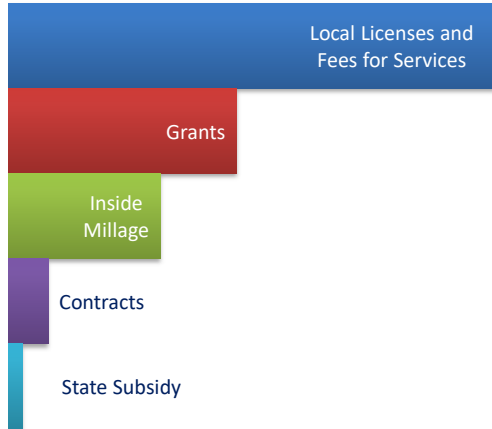 Local Licenses and
Fees for Services
Grants
Inside
Millage
Contracts
State Subsidy